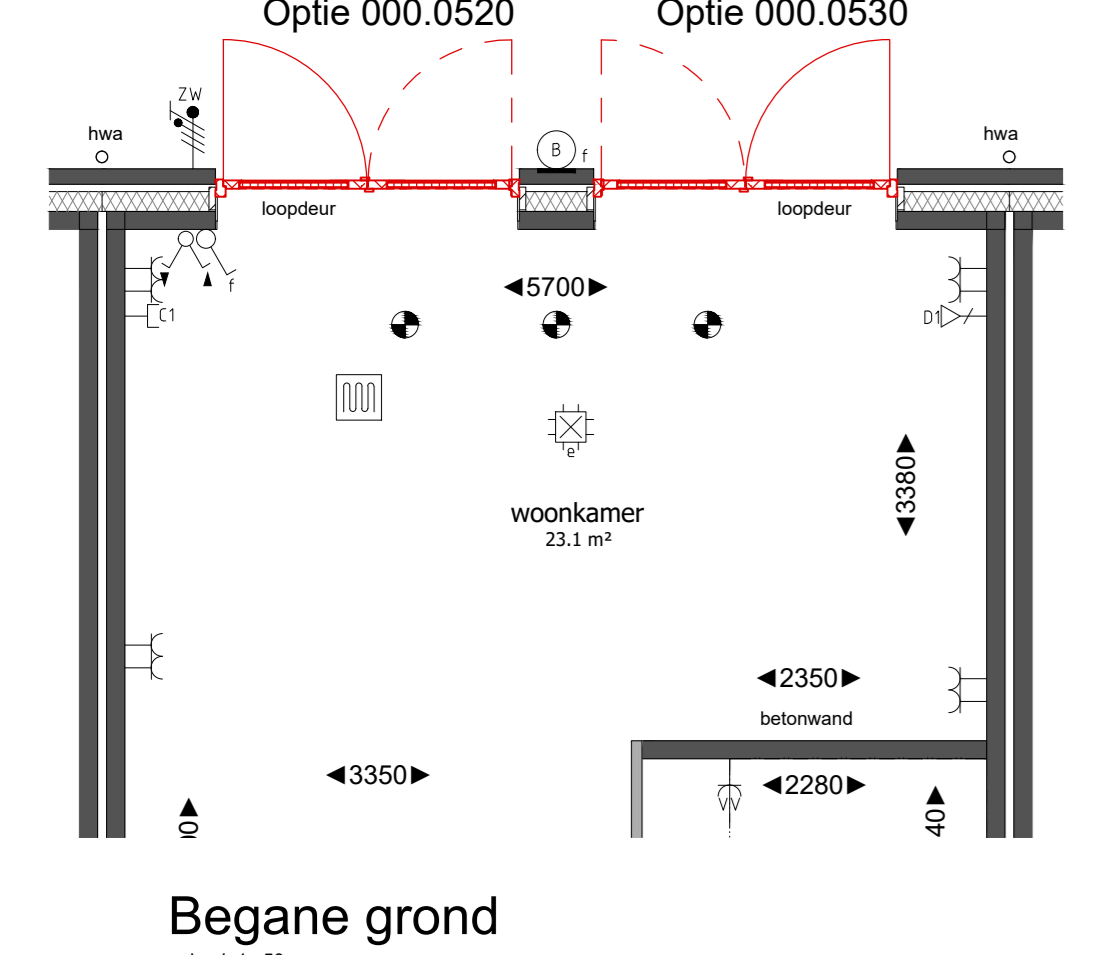 Optie 000.0520
Optie 000.0530
ZW
hwa
B
f
hwa
loopdeur
loopdeur
f
5700
C1
D1
e
3380
woonkamer
23.1 m²
2350
betonwand
3350
2280
Begane grond